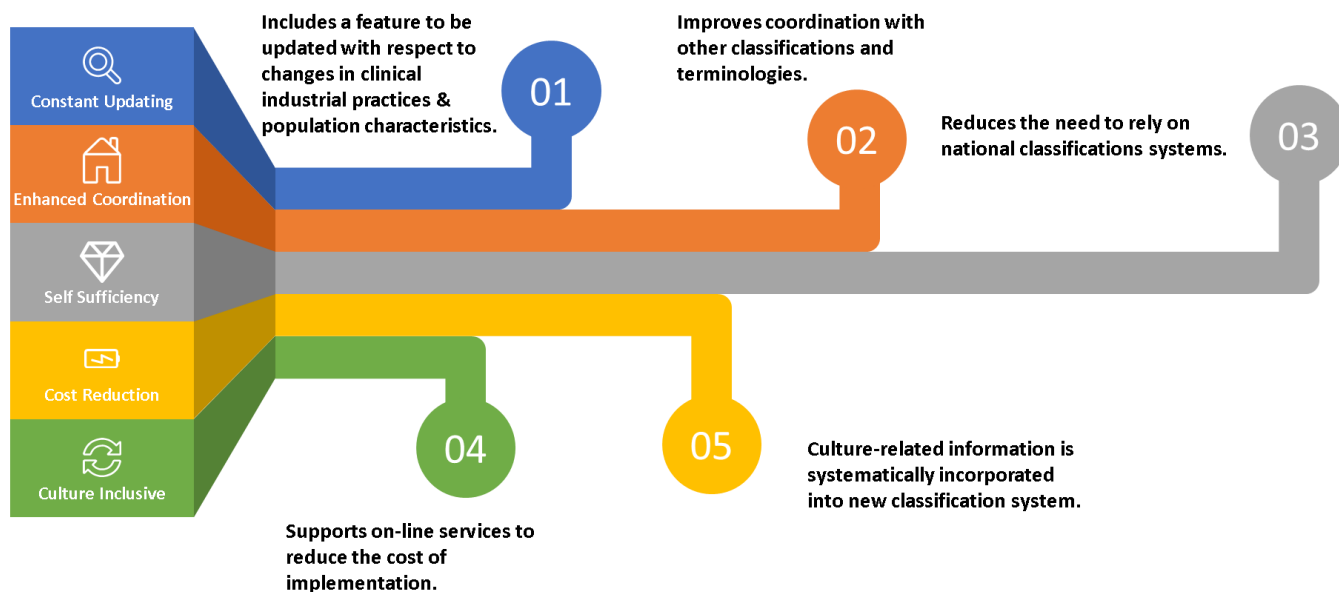 Constant Updating
Enhanced Coordination
Self Sufficiency
Cost Reduction
Culture Inclusive
Includes a feature to be
updated with respect to
changes in clinical
industrial practices &
population characteristics.
01
Improves coordination with
other classifications and
terminologies.
02
Reduces the need to rely on
national classifications systems.
03
04
Supports on-line services to
reduce the cost of
implementation.
05
Culture-related information is
systematically incorporated
into new classification system.